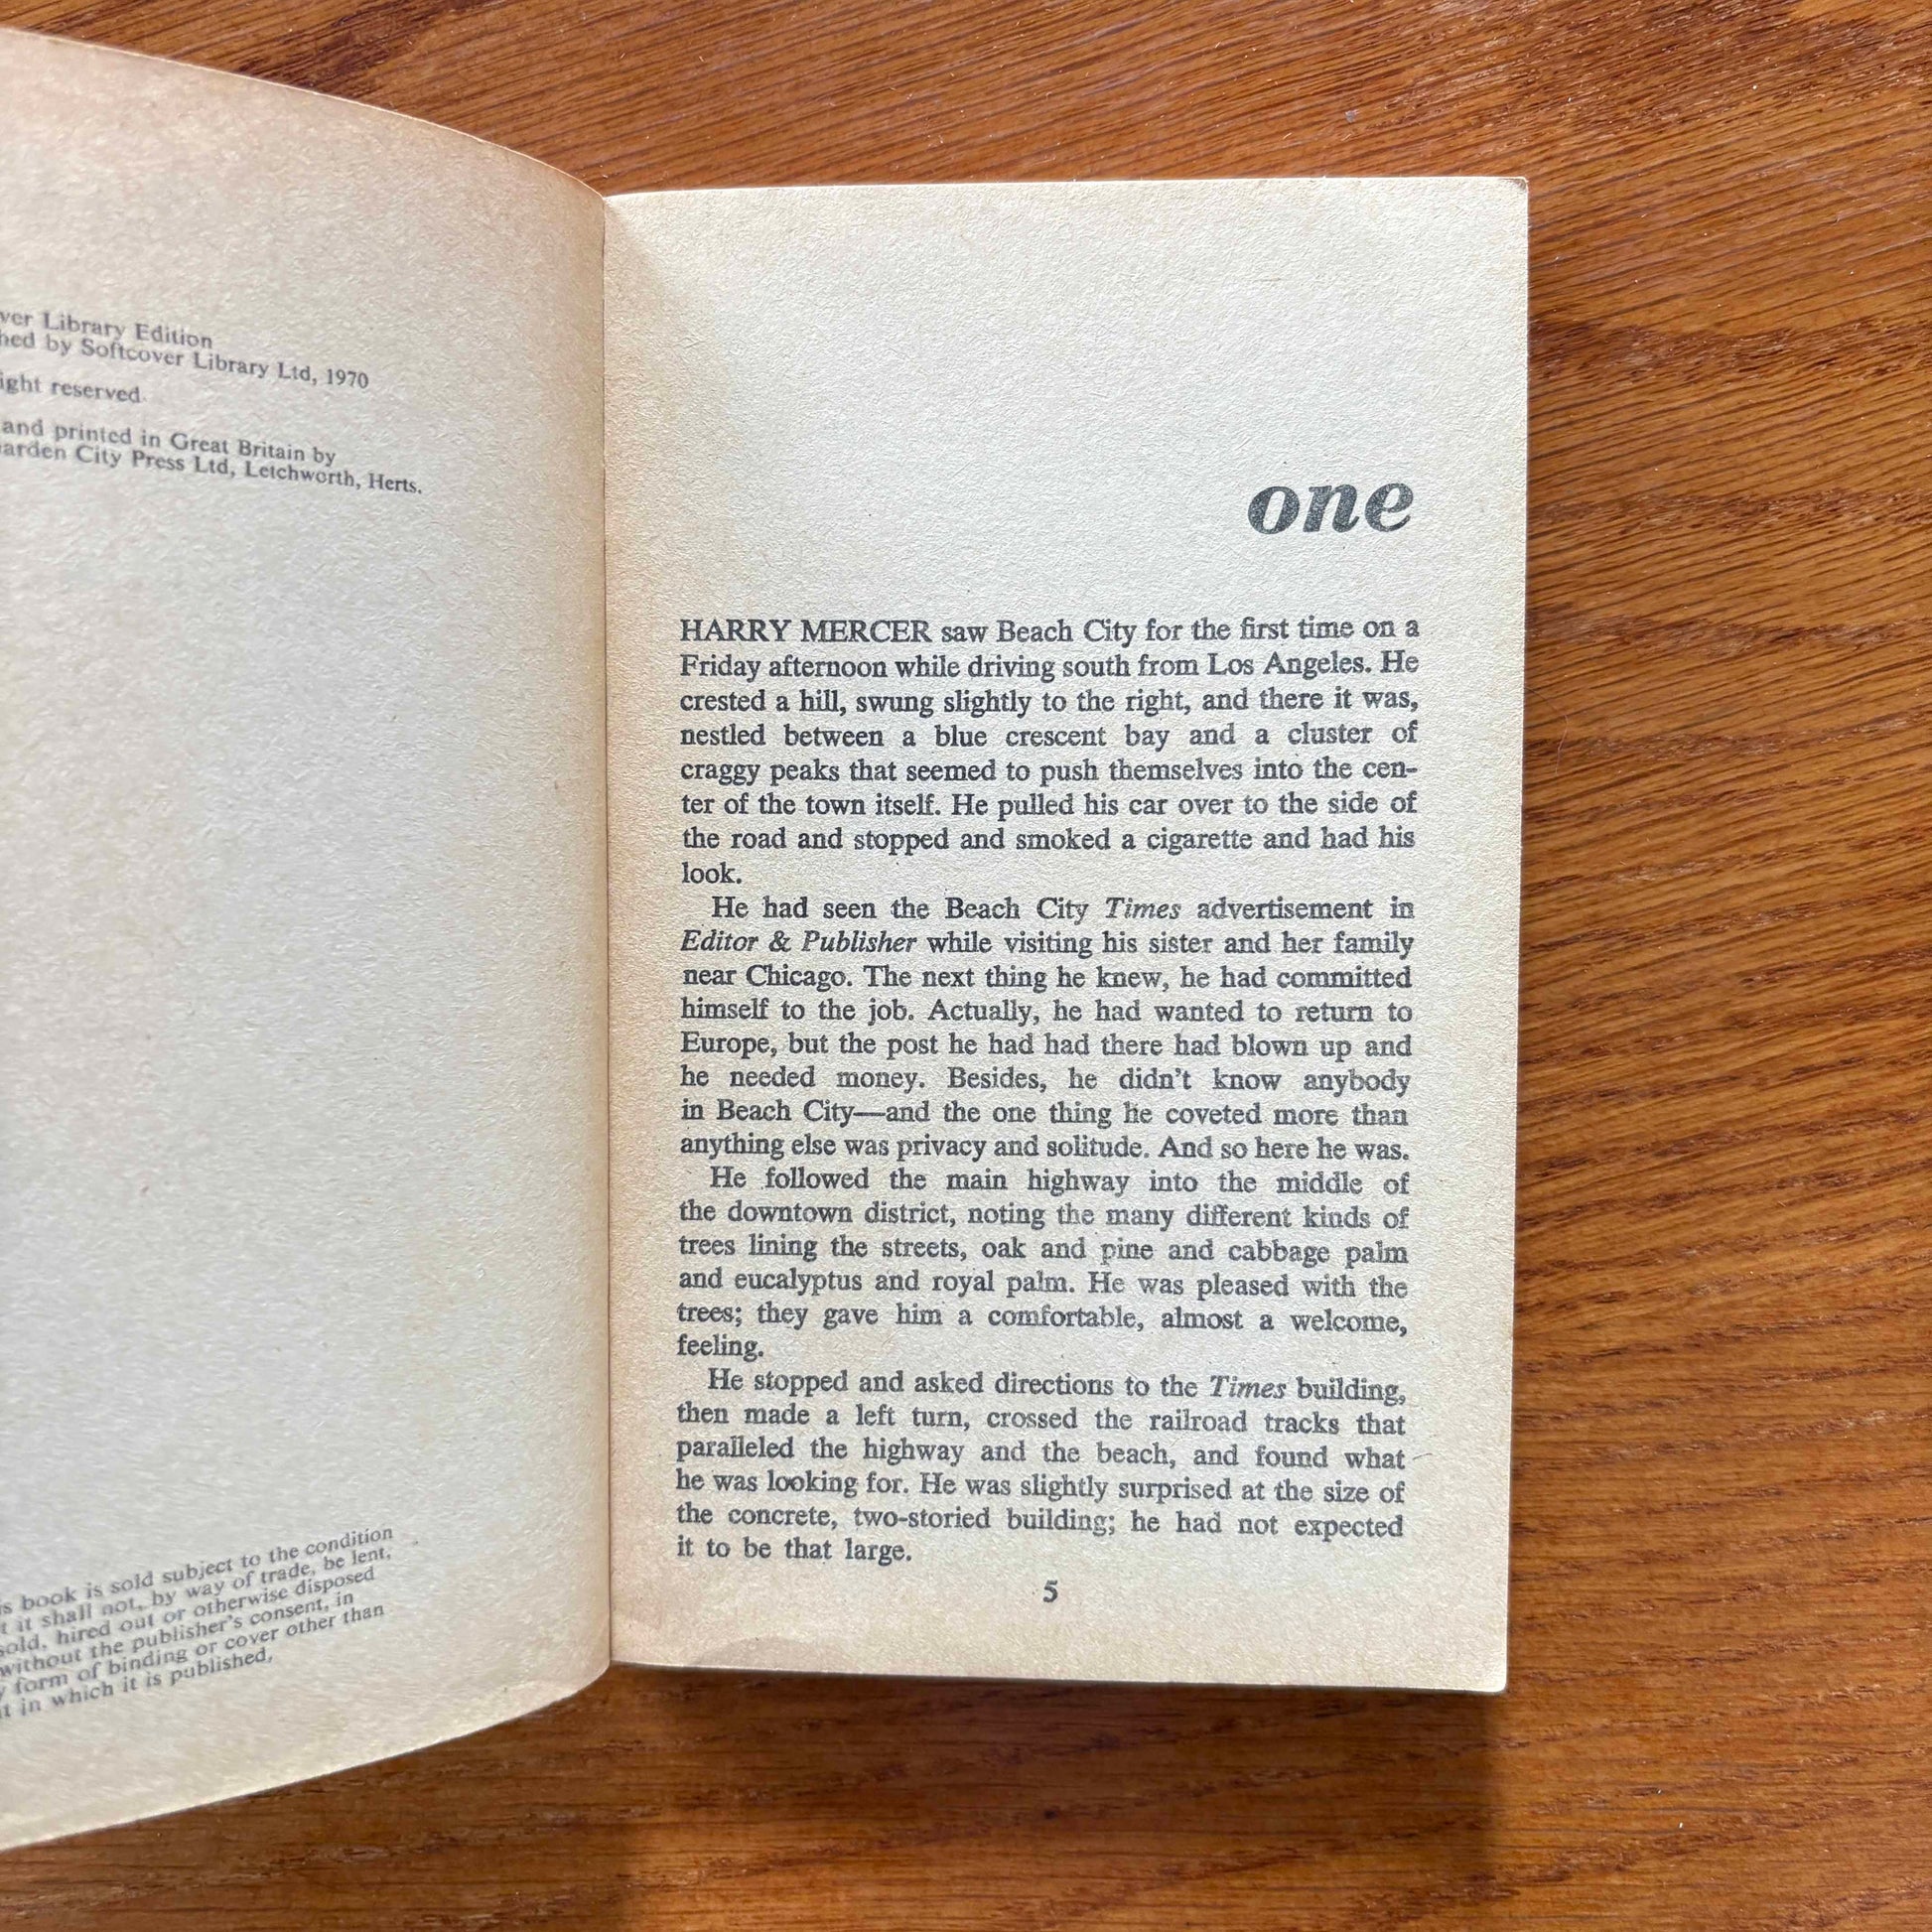 Library Edition
by Softcover Library Ltd, 1970
reserved.
and printed in Great Britain by
City Press Ltd, Letchworth, Herts.
book is sold subject to the condition
it shall not, by way of trade, be lent,
sold, hired out or otherwise disposed
without the publisher's consent, in
form of binding or cover other than
in which it is published,
one
HARRY MERCER saw Beach City for the first time on a
Friday afternoon while driving south from Los Angeles. He
crested a hill, swung slightly to the right, and there it was,
nestled between a blue crescent bay and a cluster of
craggy peaks that seemed to push themselves into the cen-
ter of the town itself. He pulled his car over to the side of
the road and stopped and smoked a cigarette and had his
look.
He had seen the Beach City Times advertisement in
Editor & Publisher while visiting his sister and her family
near Chicago. The next thing he knew, he had committed
himself to the job. Actually, he had wanted to return to
Europe, but the post he had had there had blown up and
he needed money. Besides, he didn't know anybody
in Beach City—and the one thing he coveted more than
anything else was privacy and solitude. And so here he was.
He followed the main highway into the middle of
the downtown district, noting the many different kinds of
trees lining the streets, oak and pine and cabbage palm
and eucalyptus and royal palm. He was pleased with the
trees; they gave him a comfortable, almost a welcome,
feeling.
He stopped and asked directions to the Times building,
then made a left turn, crossed the railroad tracks that
paralleled the highway and the beach, and found what
he was looking for. He was slightly surprised at the size of
the concrete, two-storied building; he had not expected
it to be that large.
5